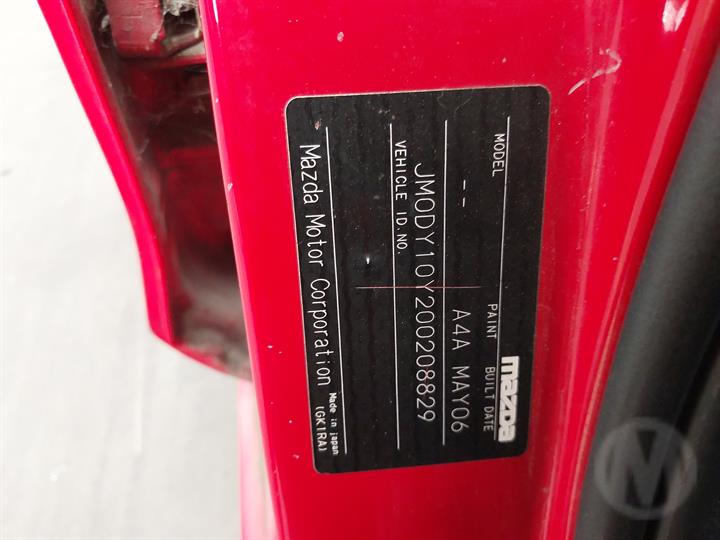 mazda
MODEL PAINT BUILT DATE
-- A4A MAY06
VEHICLE ID.NO.
JM0DY10Y200208829
Mazda Motor Corporation Made in japan
(GK1RA)
M